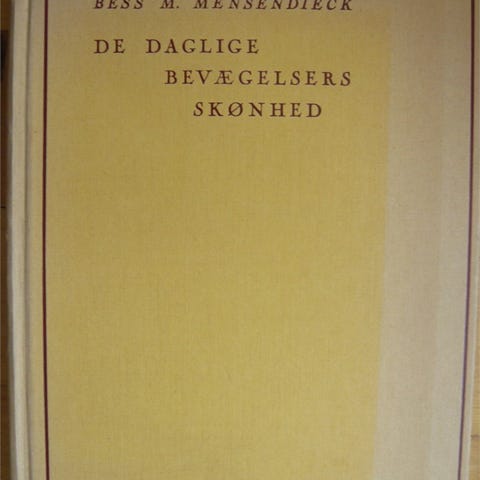 BESS M. MENSENDIECK
DE DAGLIGE
BEVÆGELSERS
SKØNHED